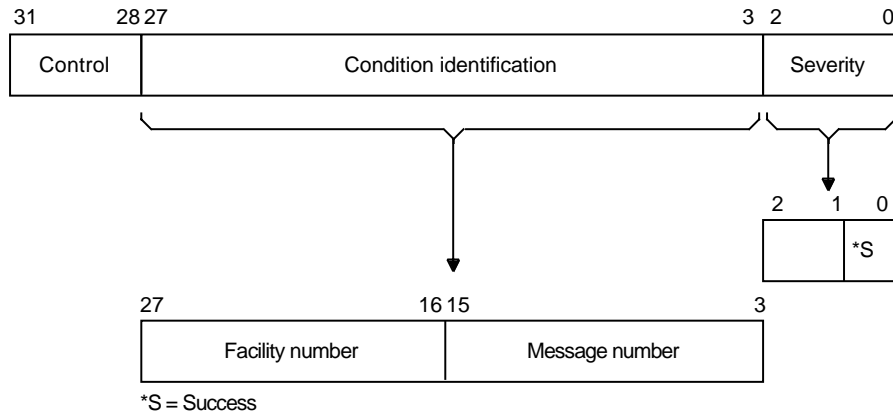 31 28 27 3 2 0
Control Condition identification Severity
2 1 0
*S
27 16 15 3
Facility number Message number
*S = Success